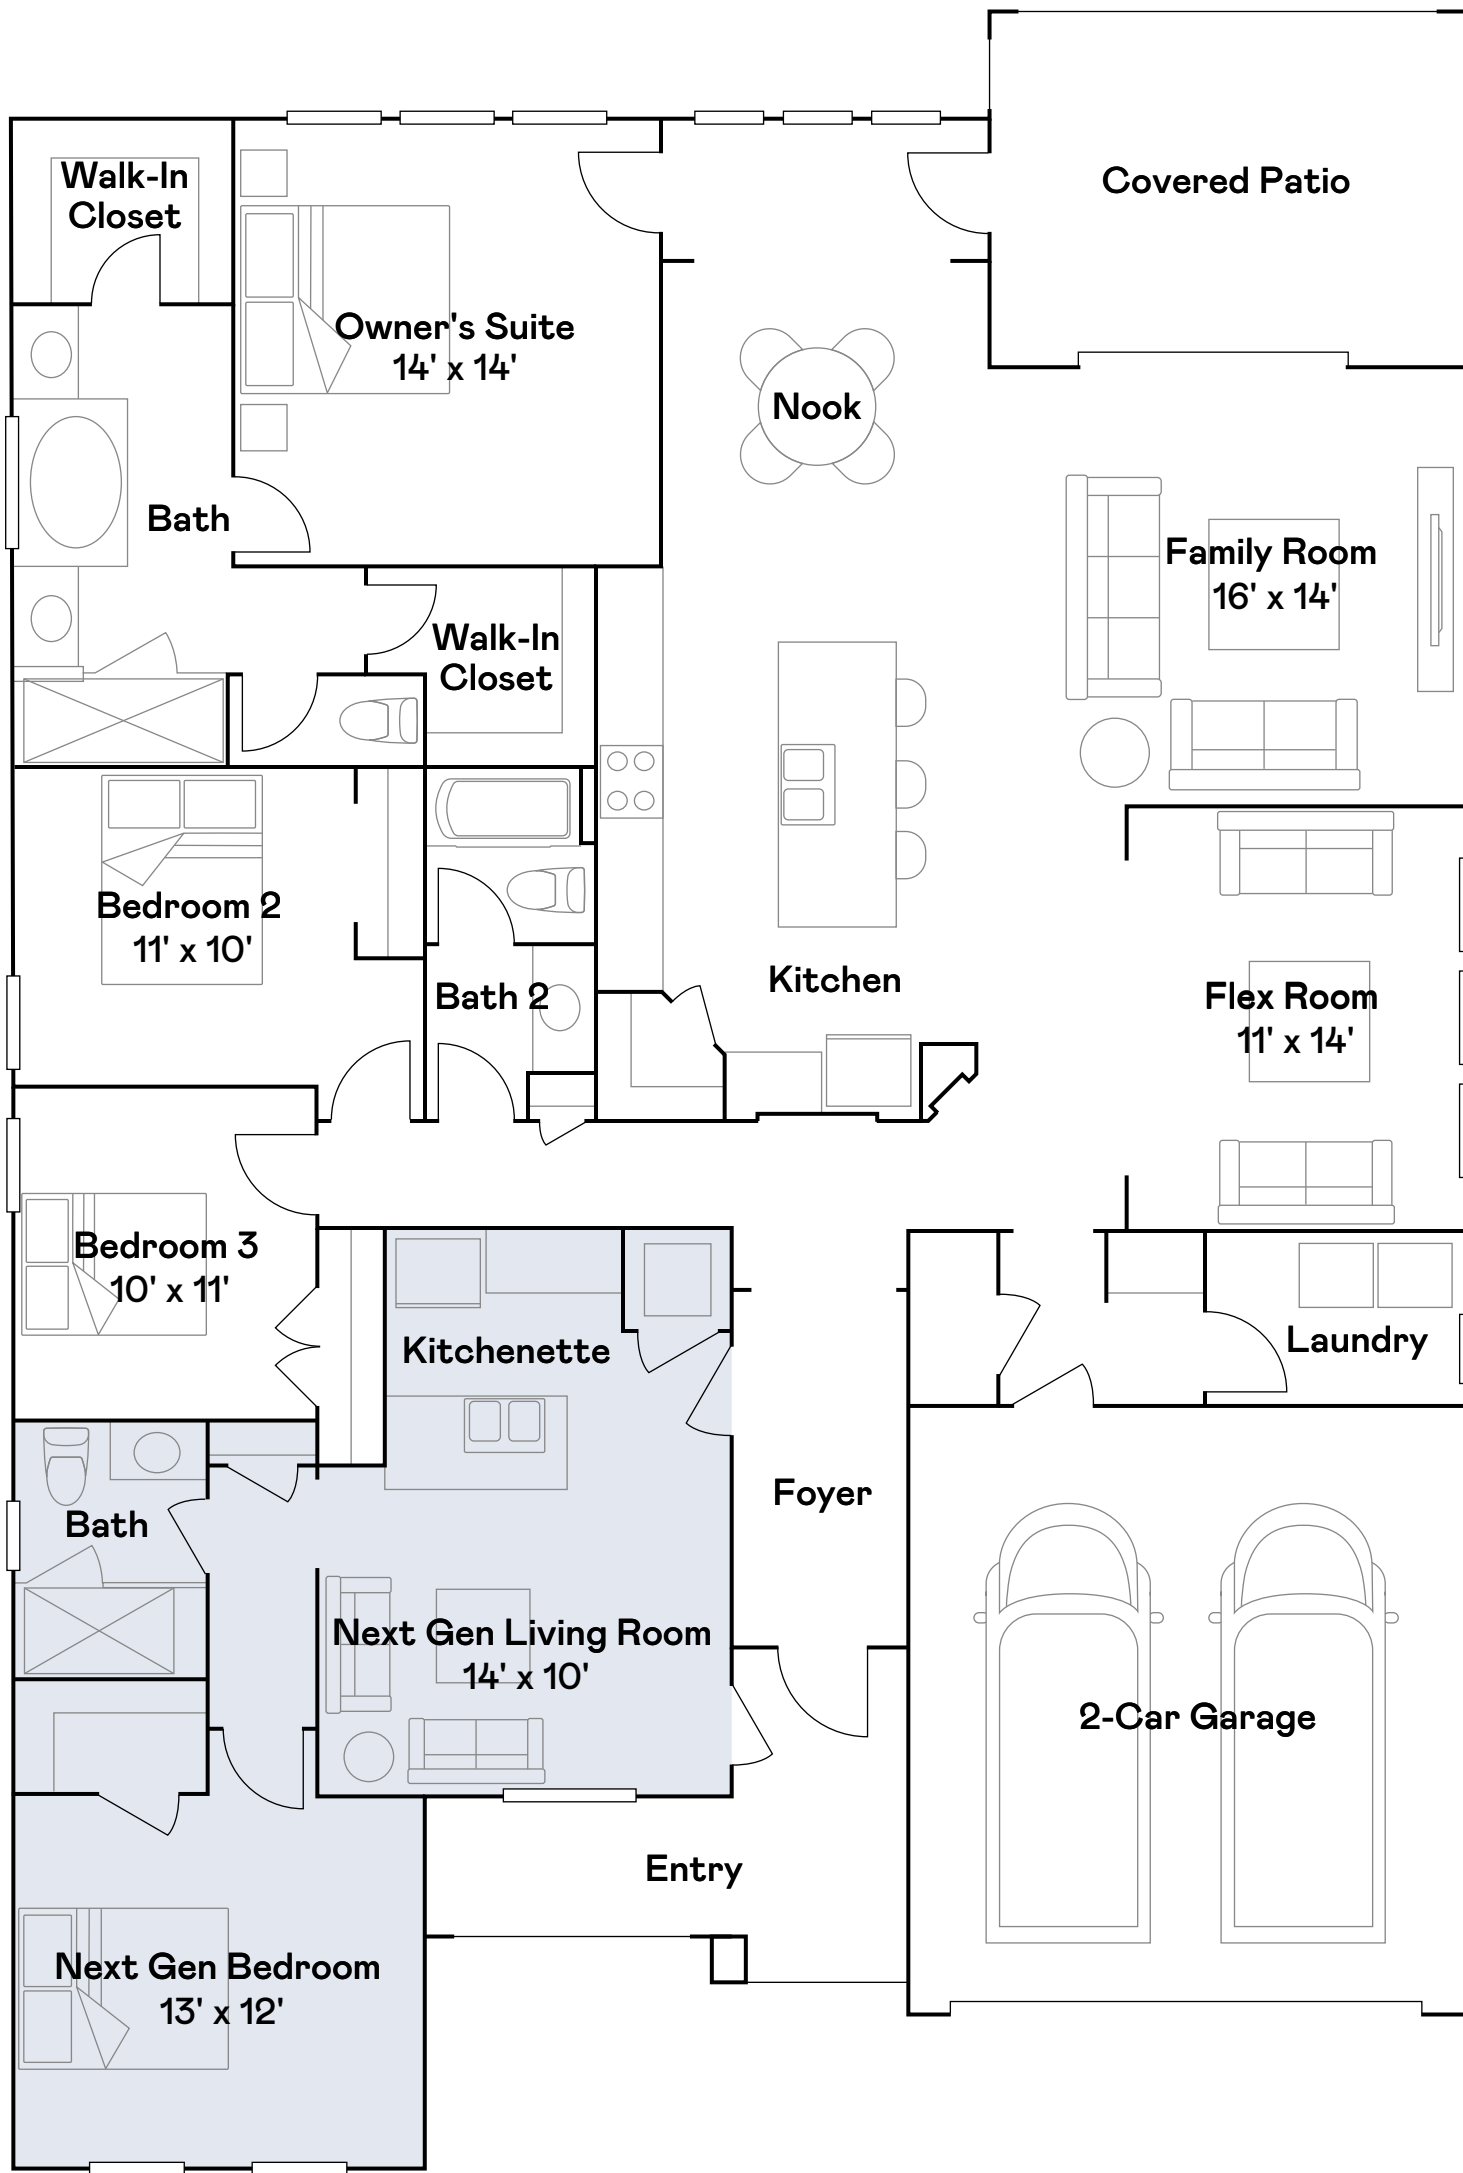 Walk-In
Closet
Covered Patio
Owner's Suite
14' x 14'
Nook
Bath
Family Room
16' x 14'
Walk-In
Closet
Bedroom 2
11' x 10'
Bath 2
Kitchen
Flex Room
11' x 14'
Bedroom 3
10' x 11'
Kitchenette
Laundry
Foyer
Bath
Next Gen Living Room
14' x 10'
2-Car Garage
Entry
Next Gen Bedroom
13' x 12'